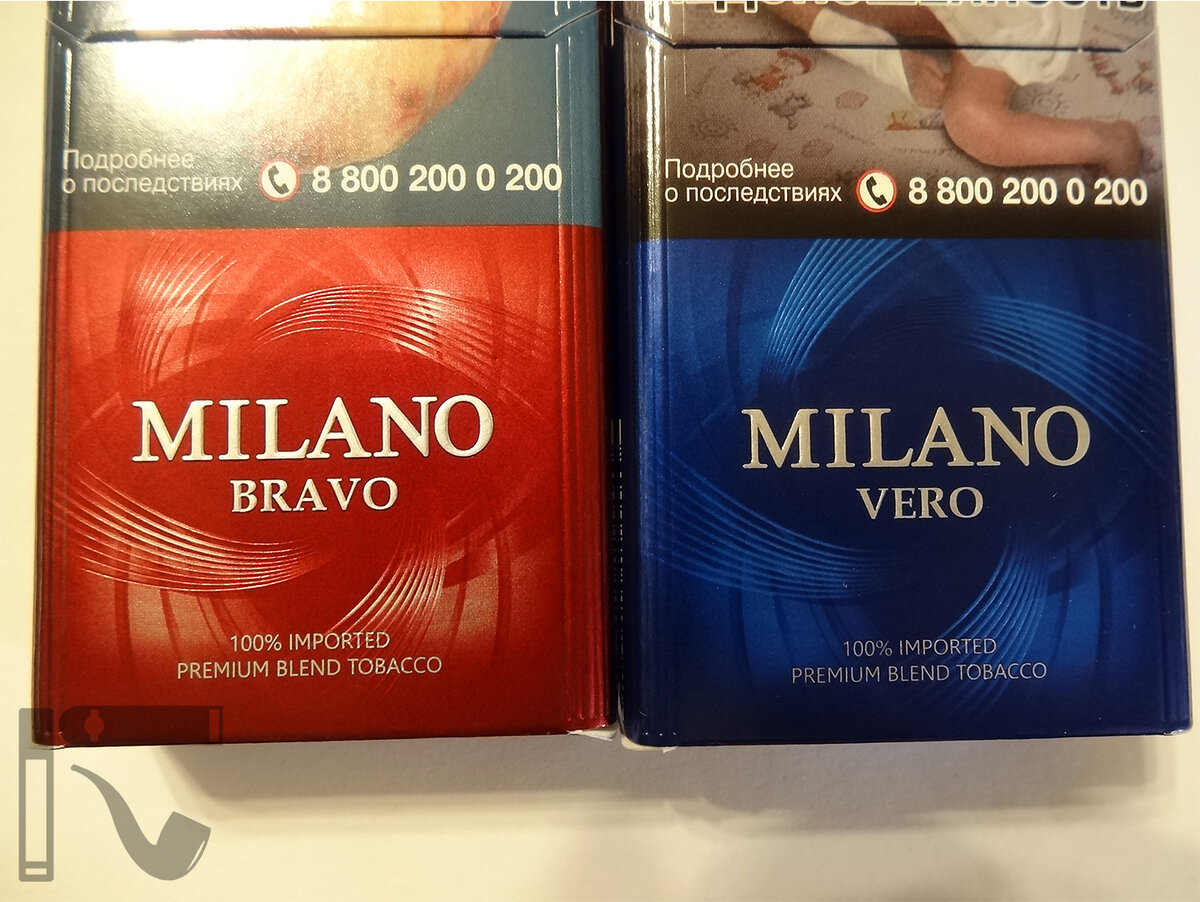 Подробнее
о последствиях
8 800 200 0 200
MILANO
BRAVO
100% IMPORTED
PREMIUM BLEND TOBACCO
Подробнее
о последствиях
8 800 200 0 200
MILANO
VERO
100% IMPORTED
PREMIUM BLEND TOBACCO